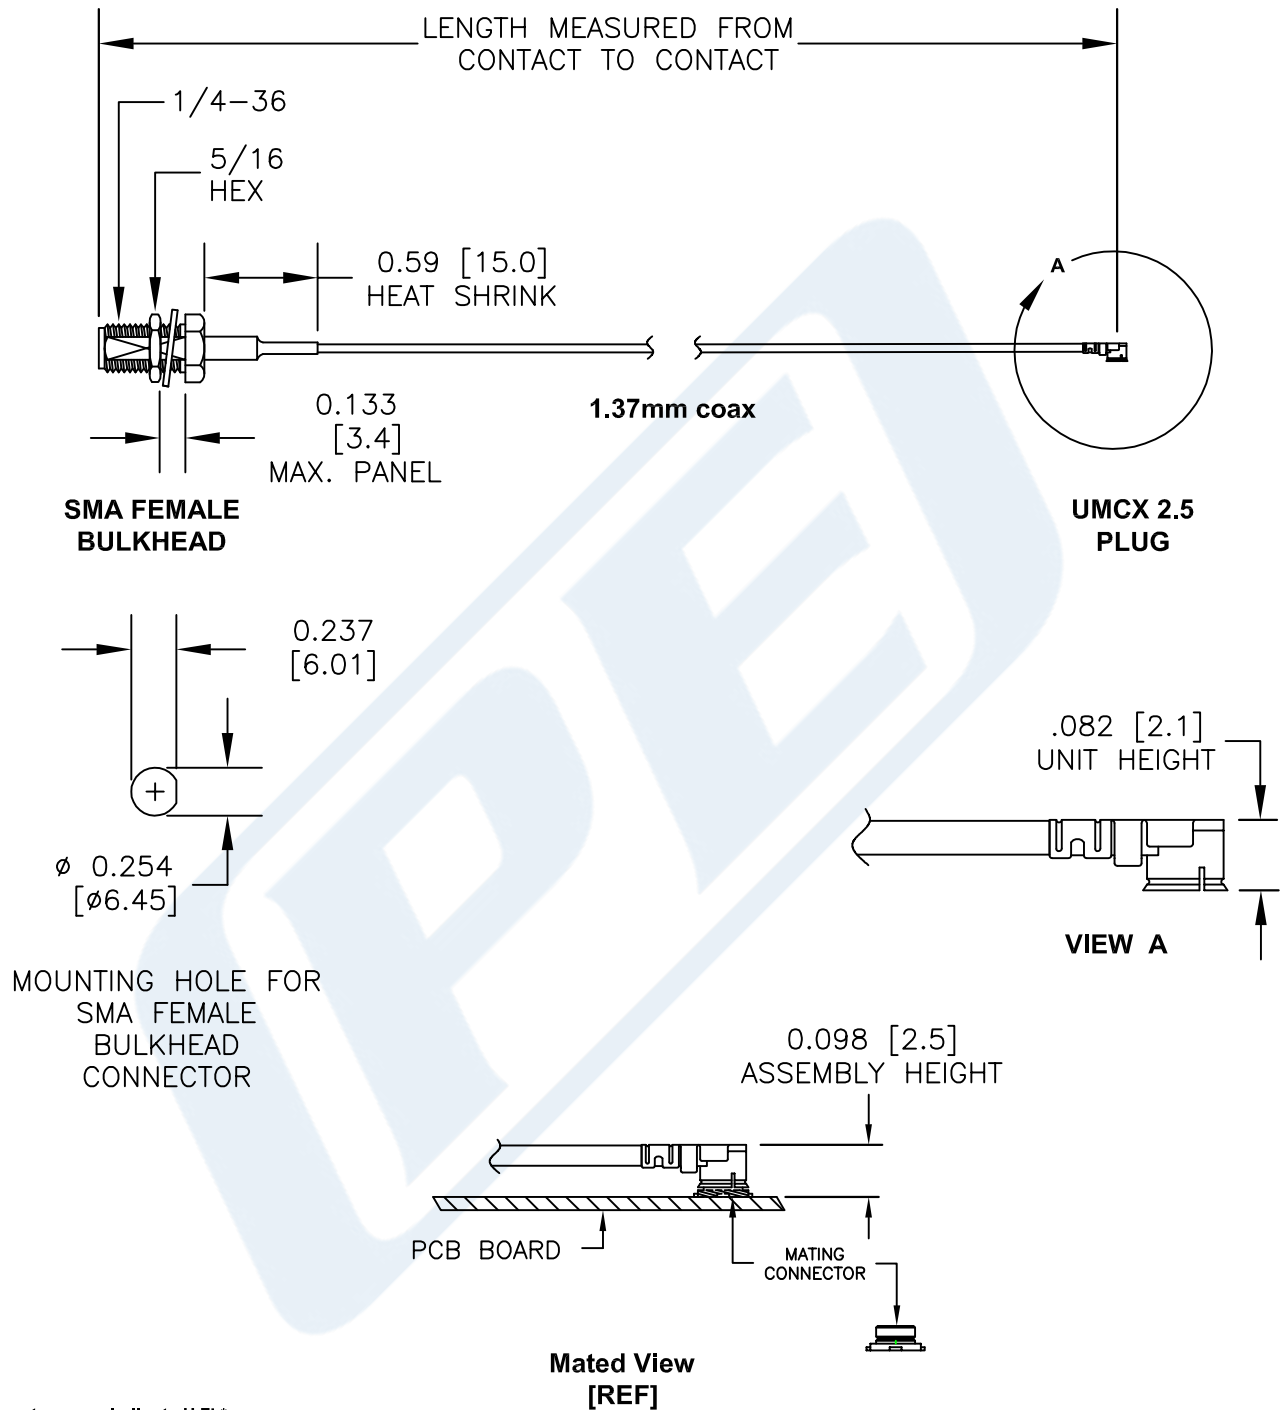 LENGTH MEASURED FROM
CONTACT TO CONTACT
1/4-36
5/16
HEX
0.59 [15.0]
HEAT SHRINK
A
0.133
[3.4]
MAX. PANEL
1.37mm coax
SMA FEMALE
BULKHEAD
UMCX 2.5
PLUG
0.237
[6.01]
.082 [2.1]
UNIT HEIGHT
ø 0.254
[ø6.45]
VIEW A
MOUNTING HOLE FOR
SMA FEMALE
BULKHEAD
CONNECTOR
0.098 [2.5]
ASSEMBLY HEIGHT
PCB BOARD
MATING
CONNECTOR
Mated View
[REF]
PEI